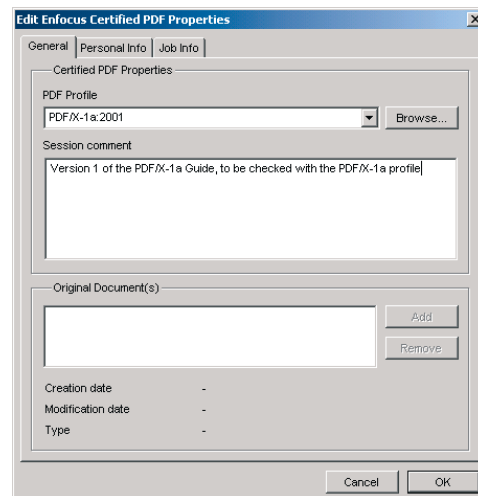 Edit Enfocus Certified PDF Properties
General Personal Info Job Info
Certified PDF Properties
PDF Profile
PDF/X-1a:2001 Browse...
Session comment
Version 1 of the PDF/X-1a Guide, to be checked with the PDF/X-1a profile
Original Document(s)
Add
Remove
Creation date -
Modification date -
Type -
Cancel OK